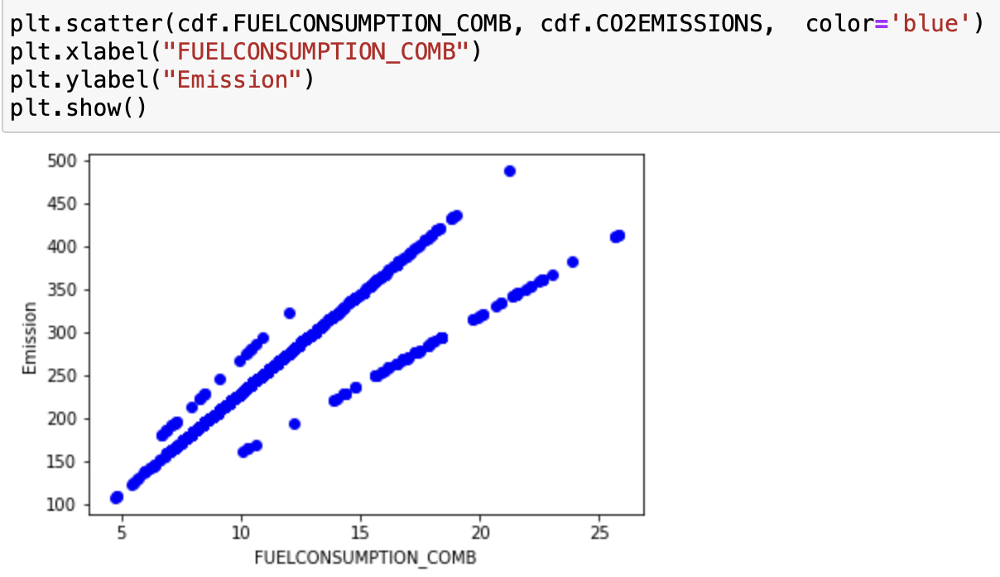 plt.scatter(cdf.FUELCONSUMPTION_COMB, cdf.CO2EMISSIONS,  color='blue')
plt.xlabel("FUELCONSUMPTION_COMB")
plt.ylabel("Emission")
plt.show()
500
450
400
350
300
250
200
150
100
Emission
5 10 15 20 25
FUELCONSUMPTION_COMB